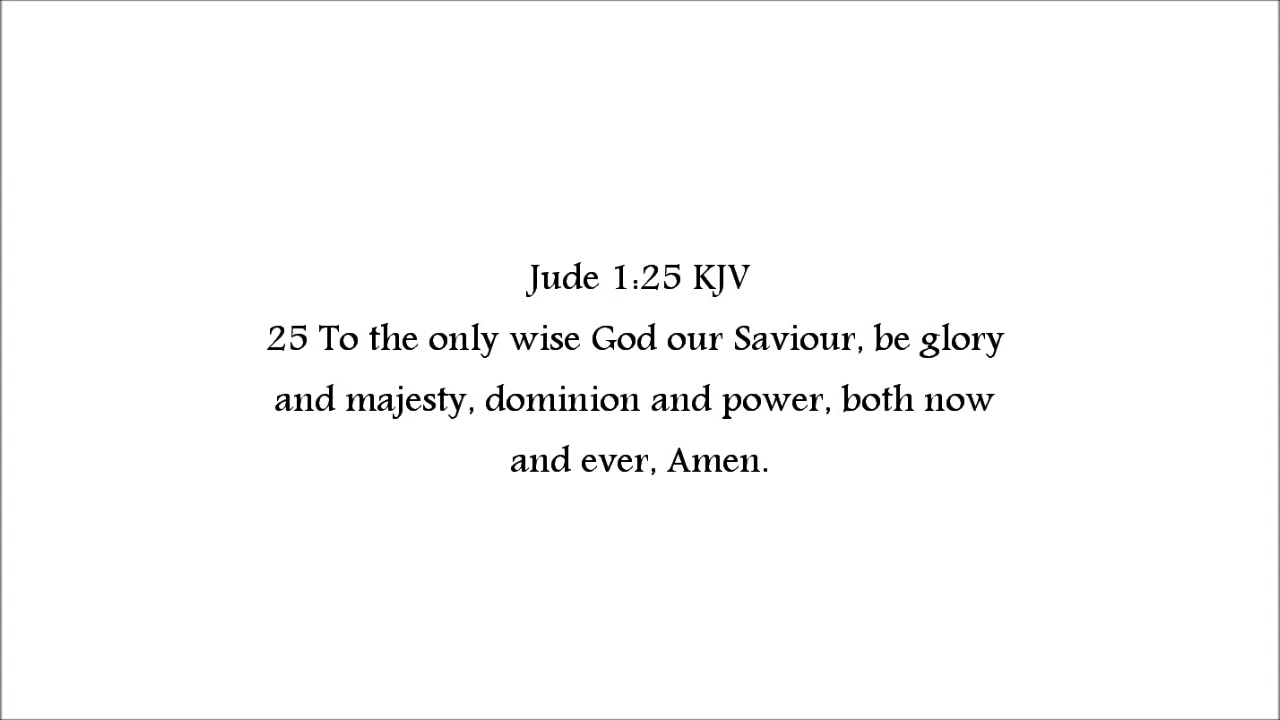 Jude 1:25 KJV
25 To the only wise God our Saviour, be glory
and majesty, dominion and power, both now
and ever, Amen.